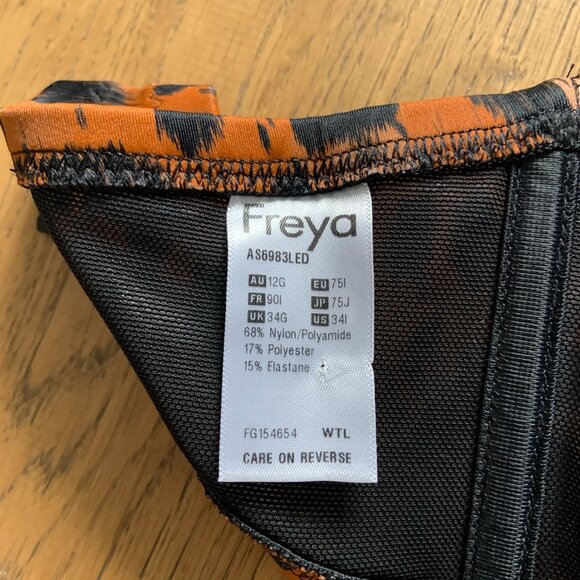 Freya
AS6983LED
AU 12G EU 75I
FR 90I JP 75J
UK 34G US 34I
68% Nylon/Polyamide
17% Polyester
15% Elastane
FG154654 WTL
CARE ON REVERSE